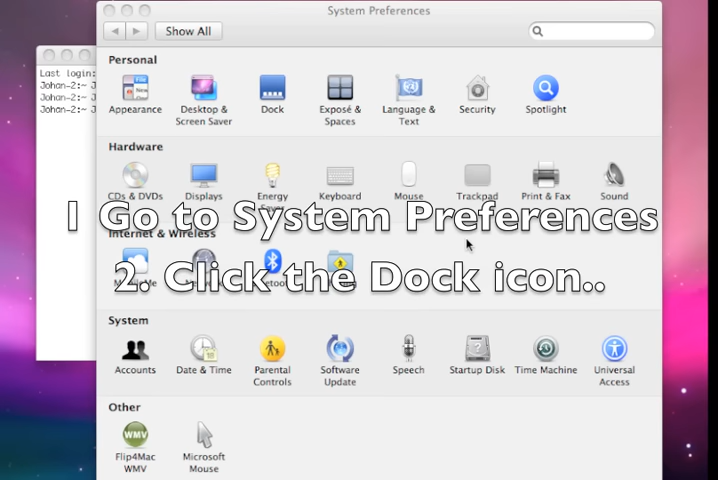 System Preferences
Show All
Last login:
Johan-2:~ J
Johan-2:~ J
Johan-2:~ J
Personal
Appearance
Desktop & Screen Saver
Dock
Exposé & Spaces
Language & Text
Security
Spotlight
Hardware
CDs & DVDs
Displays
Energy
Keyboard
Mouse
Trackpad
Print & Fax
Sound
1 Go to System Preferences
Internet & Wireless
2. Click the Dock icon..
System
Accounts
Date & Time
Parental Controls
Software Update
Speech
Startup Disk
Time Machine
Universal Access
Other
WMV
Flip4Mac WMV
Microsoft Mouse